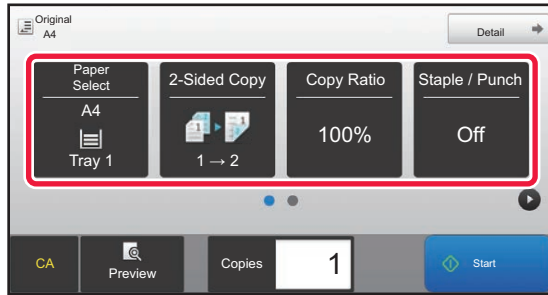 Original
A4
Detail
Paper
Select
A4
Tray 1
2-Sided Copy
1 → 2
Copy Ratio
100%
Staple / Punch
Off
CA
Preview
Copies
1
Start